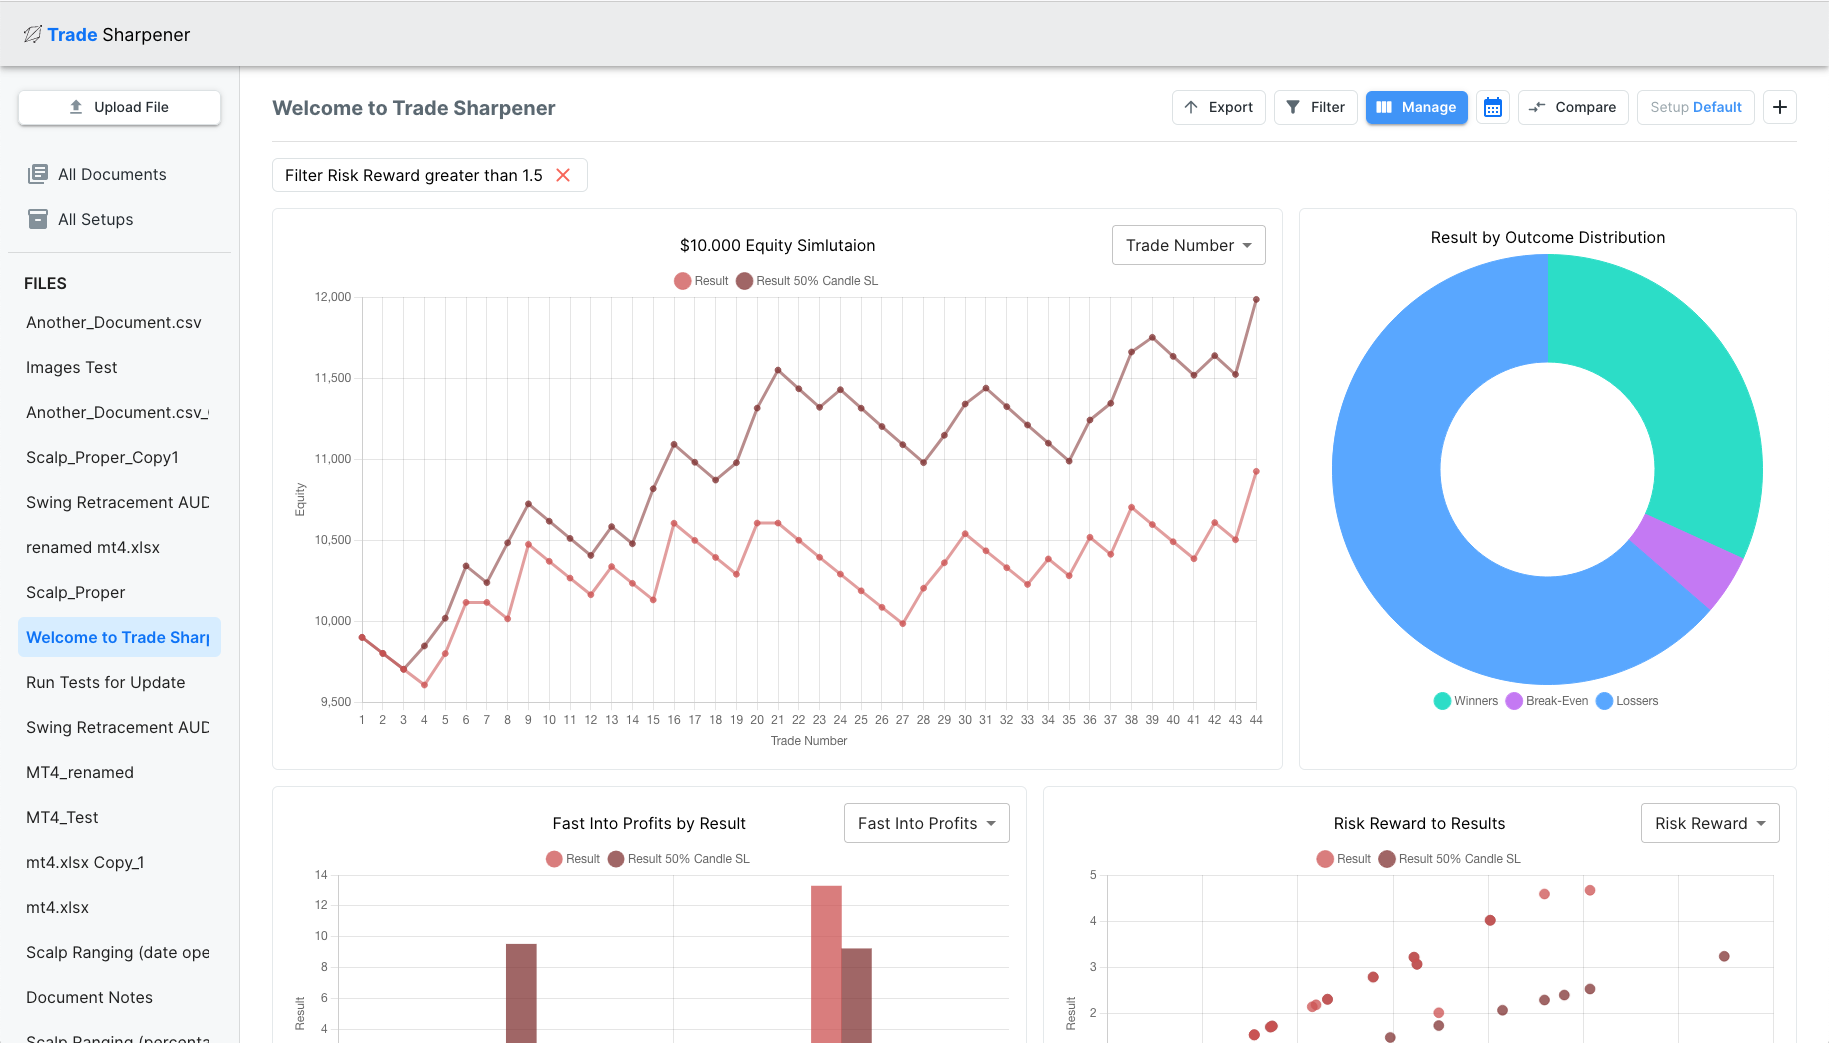 Trade Sharpener
Upload File
All Documents
All Setups
FILES
Another_Document.csv
Images Test
Another_Document.csv_
Scalp_Proper_Copy1
Swing Retracement AUD
renamed mt4.xlsx
Scalp_Proper
Welcome to Trade Sharp
Run Tests for Update
Swing Retracement AUD
MT4_renamed
MT4_Test
mt4.xlsx Copy_1
mt4.xlsx
Scalp Ranging (date ope
Document Notes
Scalp Ranging (percenta
Welcome to Trade Sharpener
Export
Filter
Manage
Compare
Setup Default
Filter Risk Reward greater than 1.5
$10.000 Equity Simlutaion
Trade Number
Result Result 50% Candle SL
12,000
11,500
11,000
Equity
10,500
10,000
9,500
1 2 3 4 5 6 7 8 9 10 11 12 13 14 15 16 17 18 19 20 21 22 23 24 25 26 27 28 29 30 31 32 33 34 35 36 37 38 39 40 41 42 43 44
Trade Number
Result by Outcome Distribution
Winners Break-Even Lossers
Fast Into Profits by Result
Fast Into Profits
Result Result 50% Candle SL
14
12
10
8
6
4
Result
Risk Reward to Results
Risk Reward
Result Result 50% Candle SL
5
4
3
2
Result